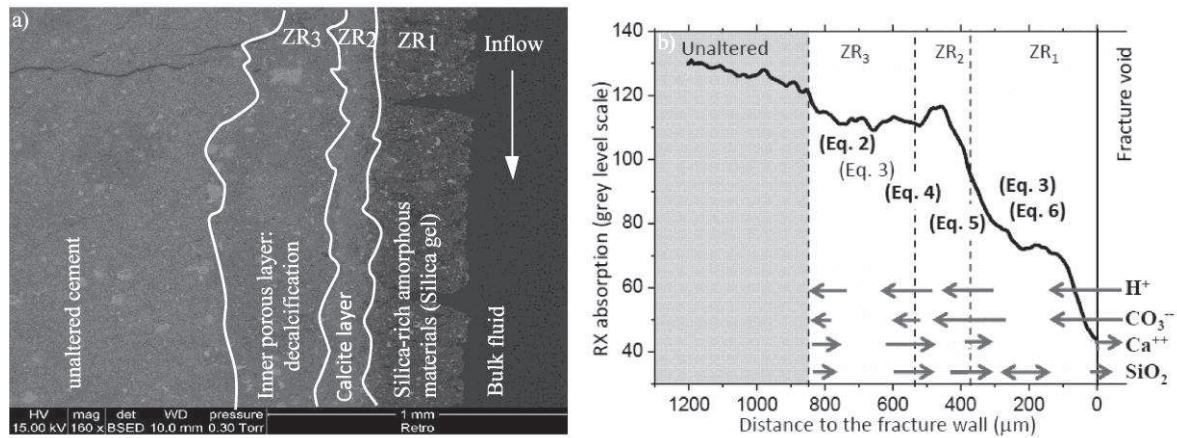 a)
ZR3
ZR2
ZR1
Inflow
unaltered cement
Inner porous layer:
decalcification
Calcite layer
Silica-rich amorphous
materials (Silica gel)
Bulk fluid
HV mag det WD pressure 1 mm
15.00 kV 160 x BSED 10.0 mm 0.30 Torr Retro
b)
Unaltered
ZR3
ZR2
ZR1
Fracture void
RX absorption (grey level scale)
140
120
100
80
60
40
(Eq. 2)
(Eq. 3)
(Eq. 4)
(Eq. 5)
(Eq. 3)
(Eq. 6)
H+
CO3--
Ca++
SiO2
1200 1000 800 600 400 200 0
Distance to the fracture wall (μm)